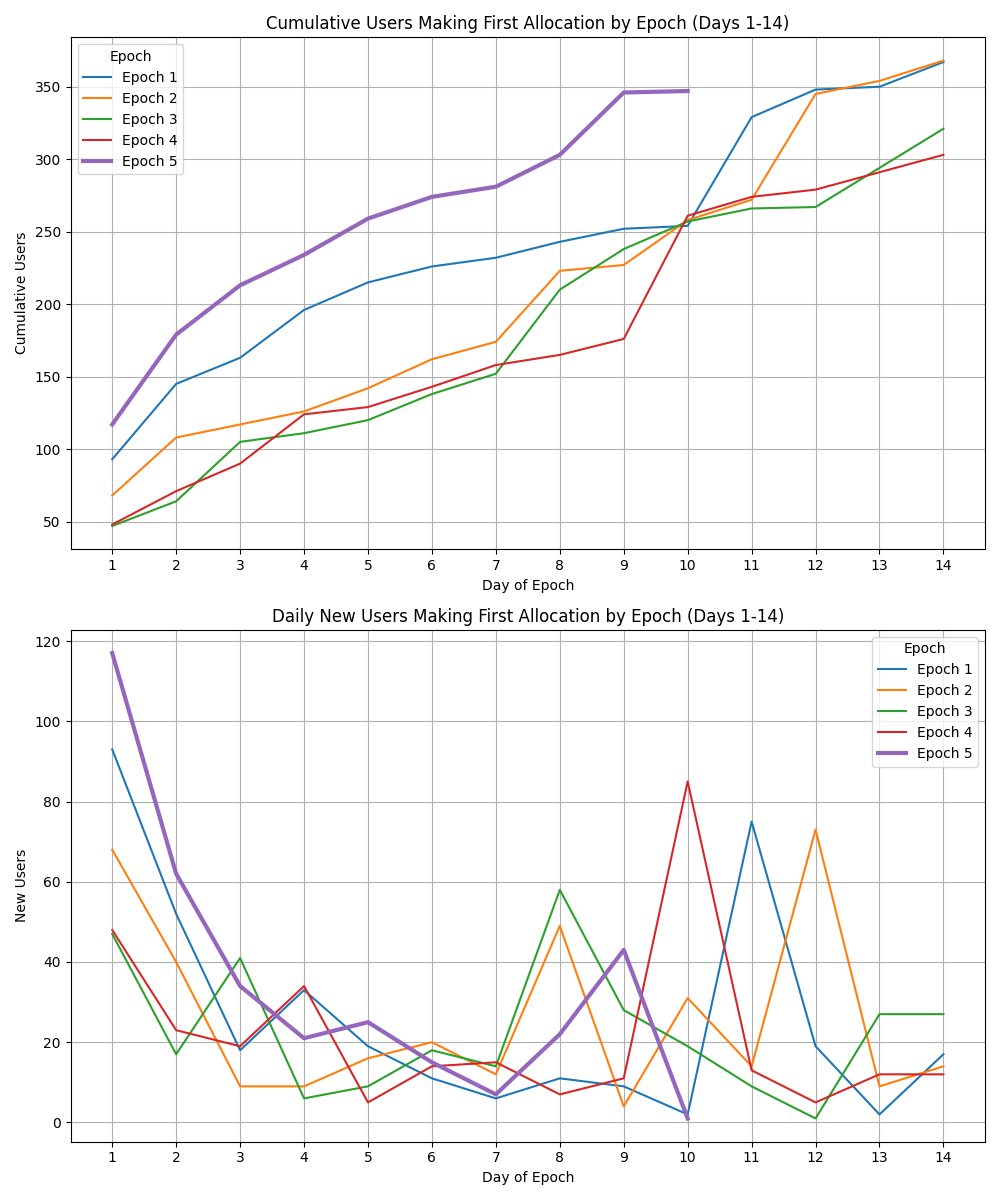 Cumulative Users Making First Allocation by Epoch (Days 1-14)
Epoch
Epoch 1
Epoch 2
Epoch 3
Epoch 4
Epoch 5
Cumulative Users
350
300
250
200
150
100
50
1 2 3 4 5 6 7 8 9 10 11 12 13 14
Day of Epoch
Daily New Users Making First Allocation by Epoch (Days 1-14)
Epoch
Epoch 1
Epoch 2
Epoch 3
Epoch 4
Epoch 5
New Users
120
100
80
60
40
20
0
1 2 3 4 5 6 7 8 9 10 11 12 13 14
Day of Epoch